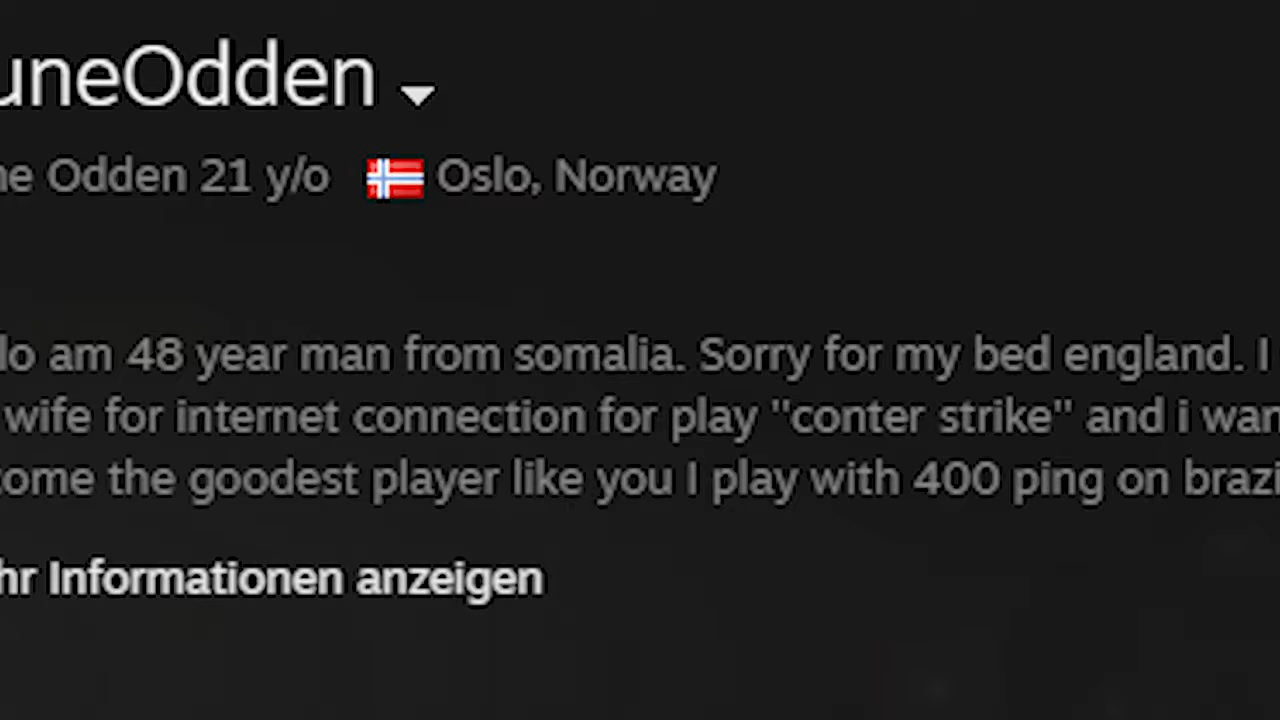 uneOdden
ne Odden 21 y/o Oslo, Norway
lo am 48 year man from somalia. Sorry for my bed england. I
wife for internet connection for play "conter strike" and i wan
come the goodest player like you I play with 400 ping on brazi
hr Informationen anzeigen